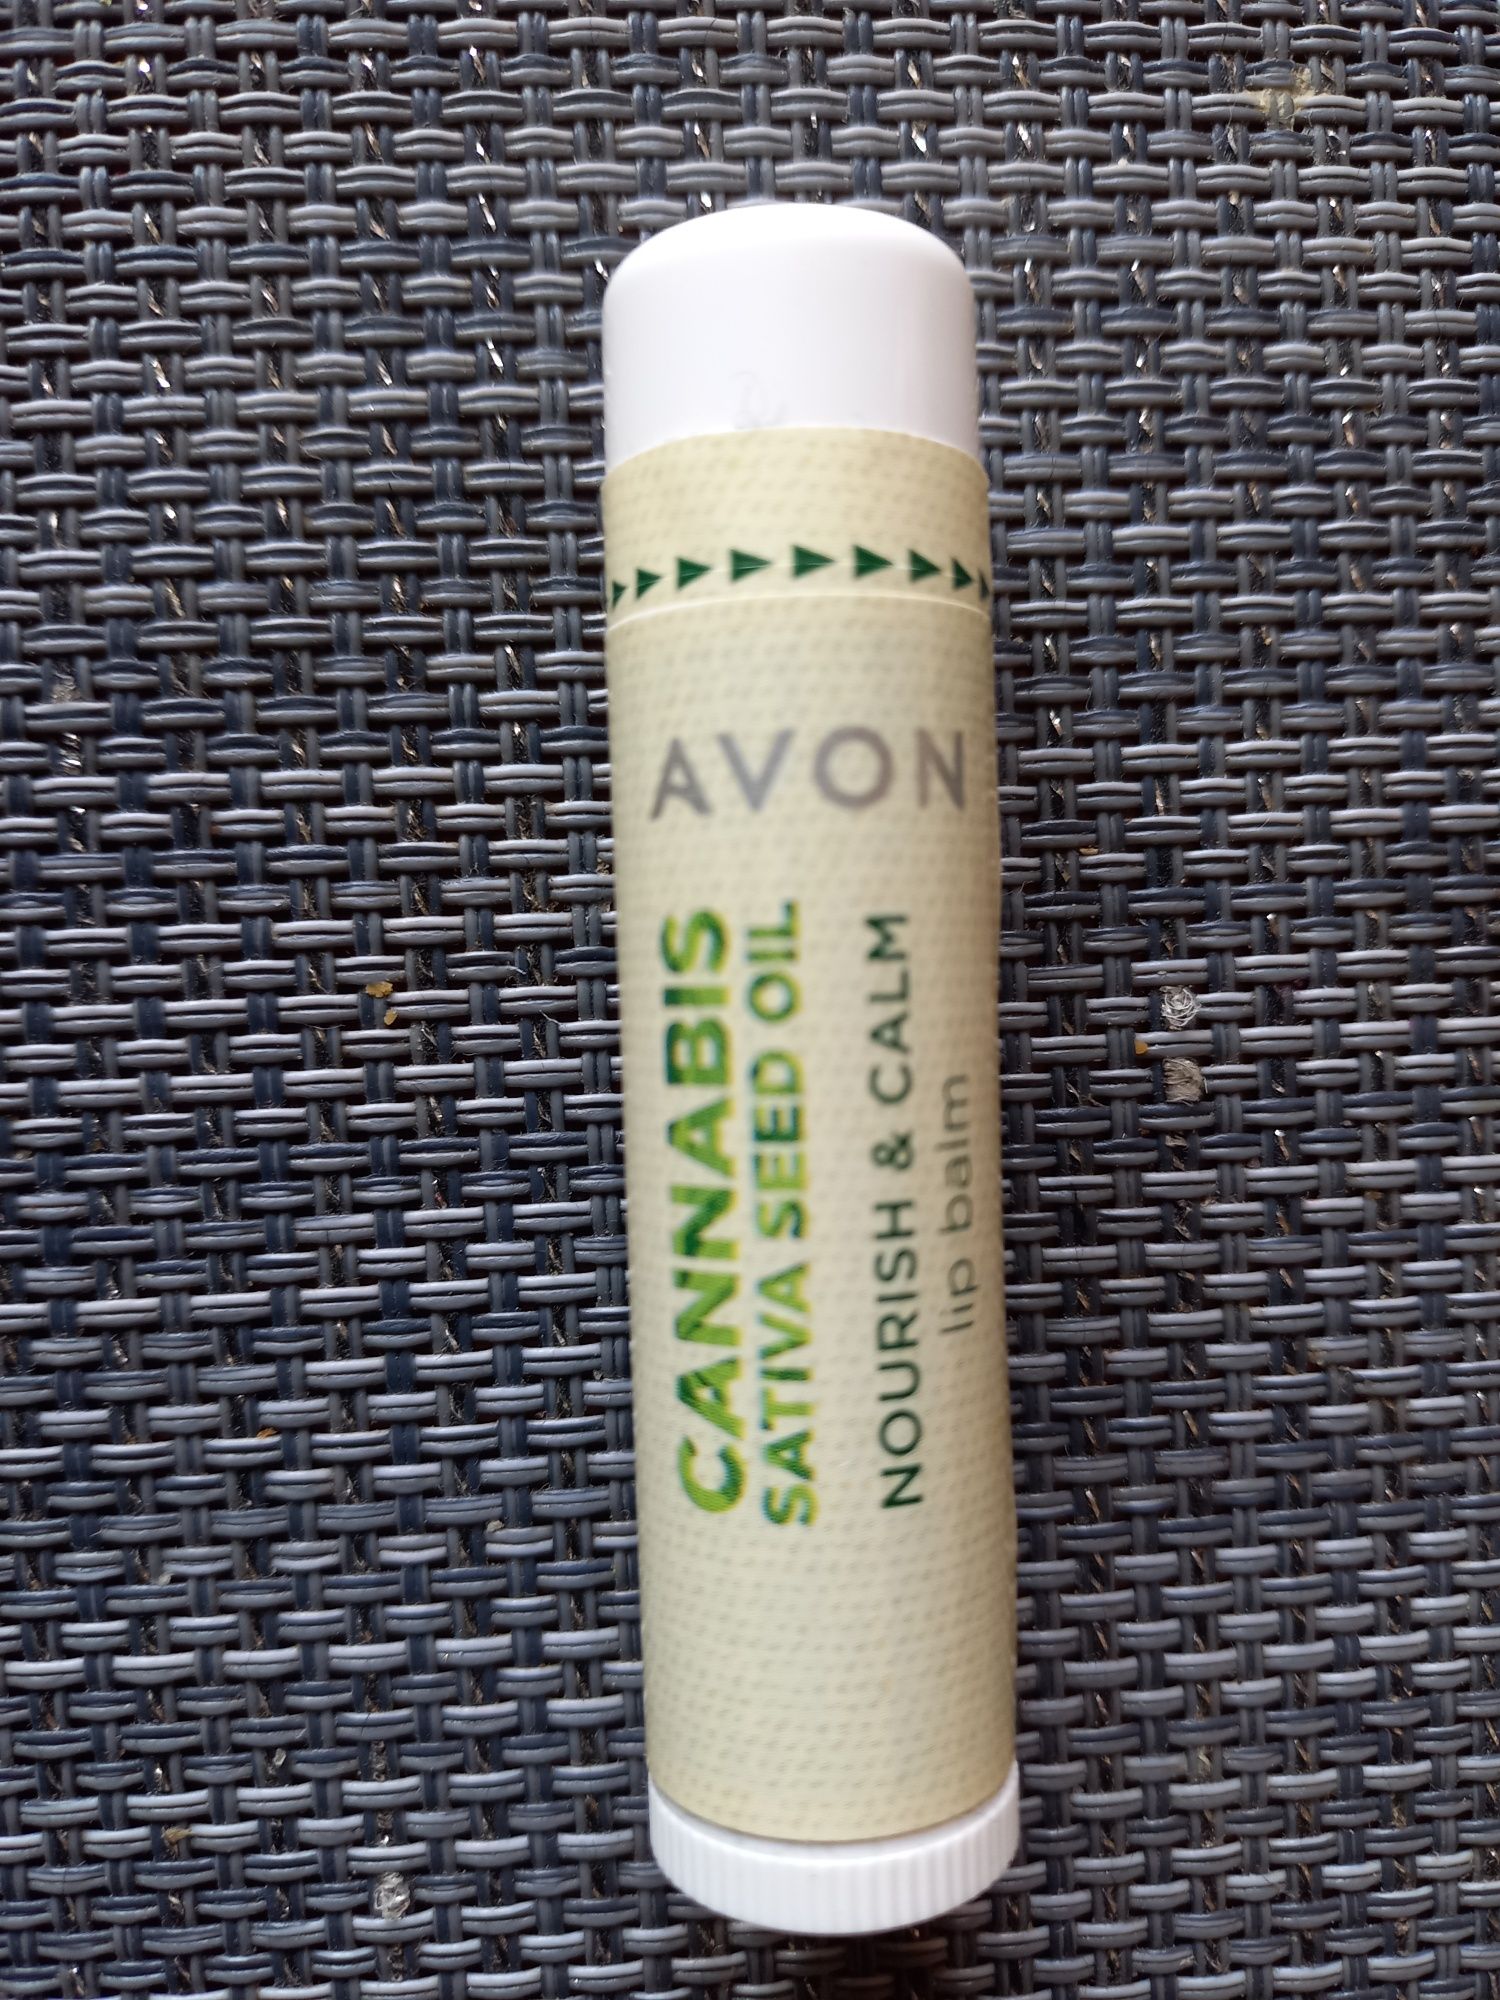 AVON
CANNABIS
SATIVA SEED OIL
NOURISH & CALM
lip balm